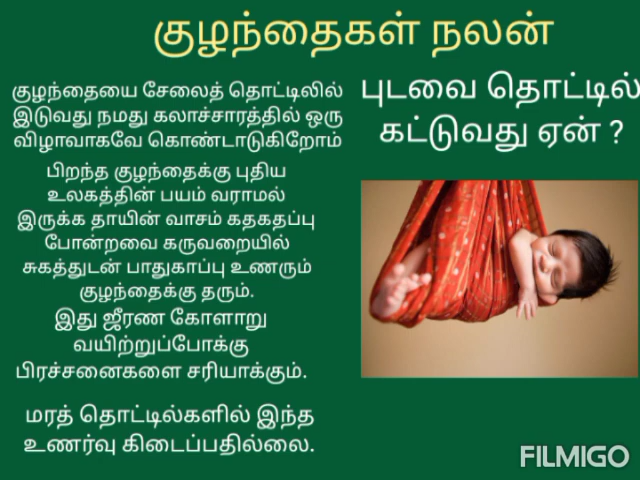 குழந்தைகள் நலன்
குழந்தையை சேலைத் தொட்டிலில்
இடுவது நமது கலாச்சாரத்தில் ஒரு
விழாவாகவே கொண்டாடுகிறோம்
பிறந்த குழந்தைக்கு புதிய
உலகத்தின் பயம் வராமல்
இருக்க தாயின் வாசம் கதகதப்பு
போன்றவை கருவறையில்
சுகத்துடன் பாதுகாப்பு உணரும்
குழந்தைக்கு தரும்.
இது ஜீரண கோளாறு
வயிற்றுப்போக்கு
பிரச்சனைகளை சரியாக்கும்.
மரத் தொட்டில்களில் இந்த
உணர்வு கிடைப்பதில்லை.
புடவை தொட்டில்
கட்டுவது ஏன் ?
FILMIGO